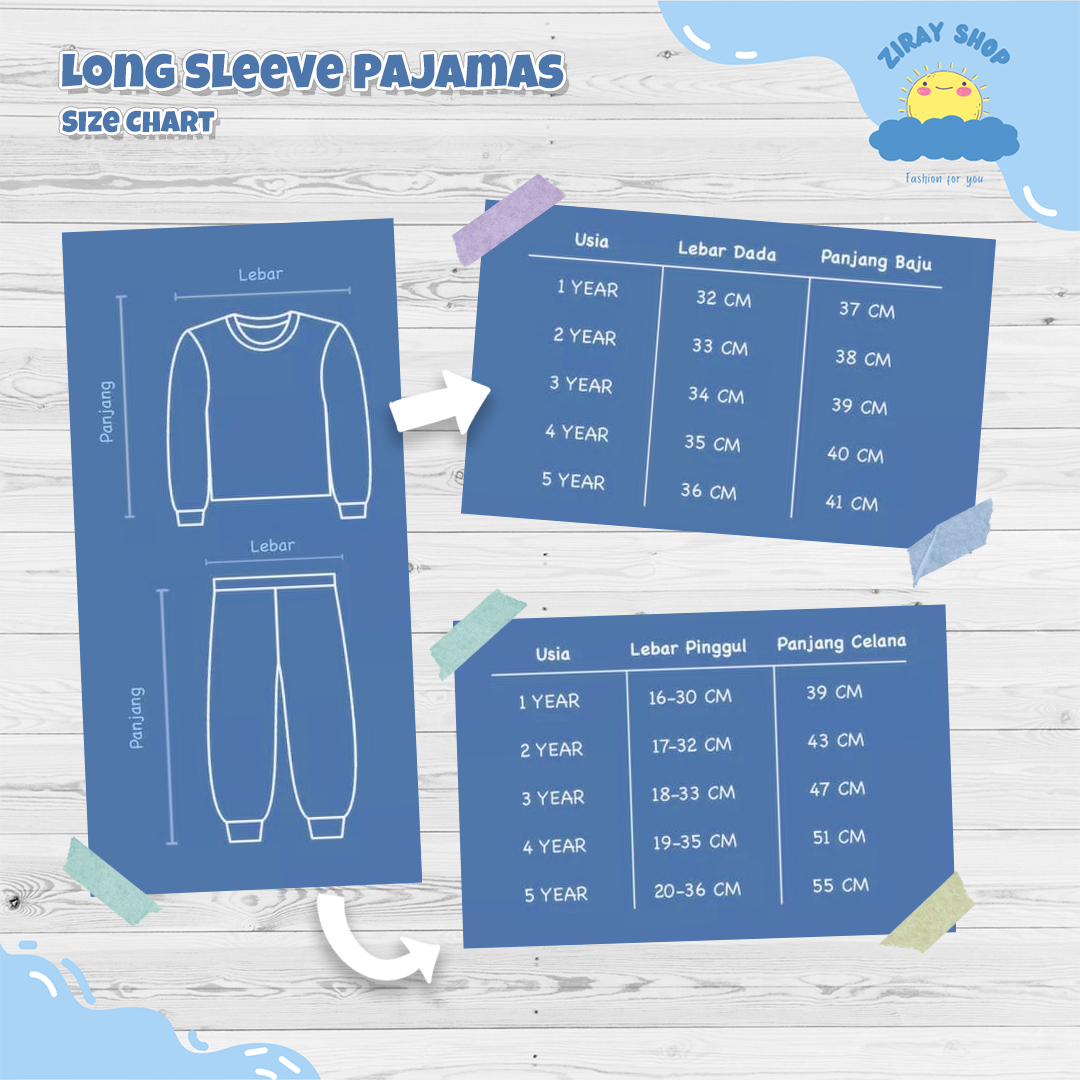 LONG SLEEVE PAJAMAS
SIZE CHART
ZIRAY SHOP
Fashion for you
Lebar
Panjang
Lebar
Panjang
Usia Lebar Dada Panjang Baju
1 YEAR 32 CM 37 CM
2 YEAR 33 CM 38 CM
3 YEAR 34 CM 39 CM
4 YEAR 35 CM 40 CM
5 YEAR 36 CM 41 CM
Usia Lebar Pinggul Panjang Celana
1 YEAR 16-30 CM 39 CM
2 YEAR 17-32 CM 43 CM
3 YEAR 18-33 CM 47 CM
4 YEAR 19-35 CM 51 CM
5 YEAR 20-36 CM 55 CM